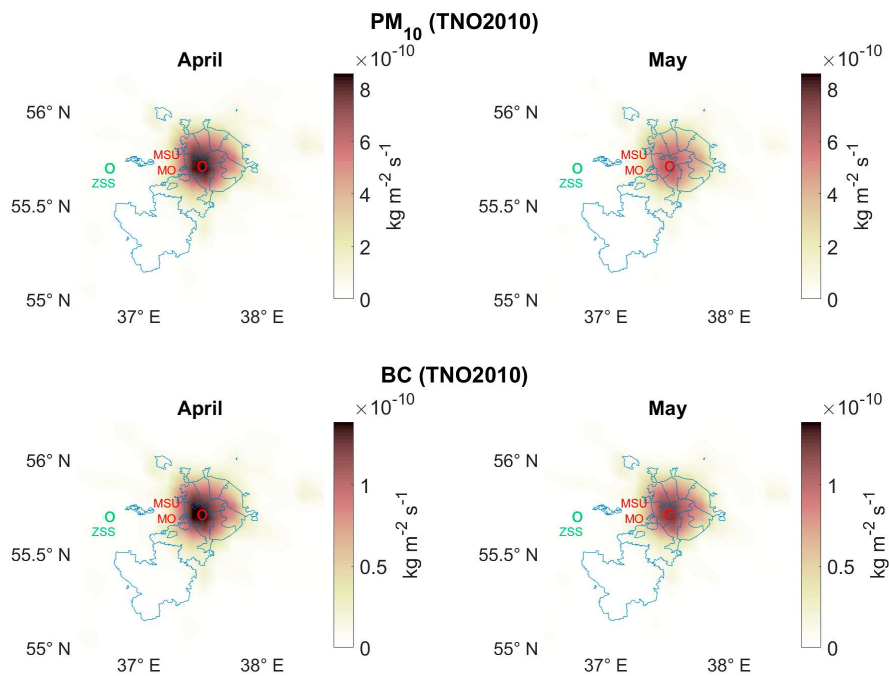 PM10 (TNO2010)
April
×10-10
May
×10-10
56° N
55.5° N
55° N
37° E
38° E
MSU
MO
O
O
ZSS
8
6
4
2
0
kg m-2 s-1
37° E
38° E
56° N
55.5° N
55° N
MSU
MO
O
O
ZSS
8
6
4
2
0
kg m-2 s-1
BC (TNO2010)
April
×10-10
May
×10-10
56° N
55.5° N
55° N
37° E
38° E
MSU
MO
O
O
ZSS
1
0.5
0
kg m-2 s-1
56° N
55.5° N
55° N
37° E
38° E
MSU
MO
O
O
ZSS
1
0.5
0
kg m-2 s-1